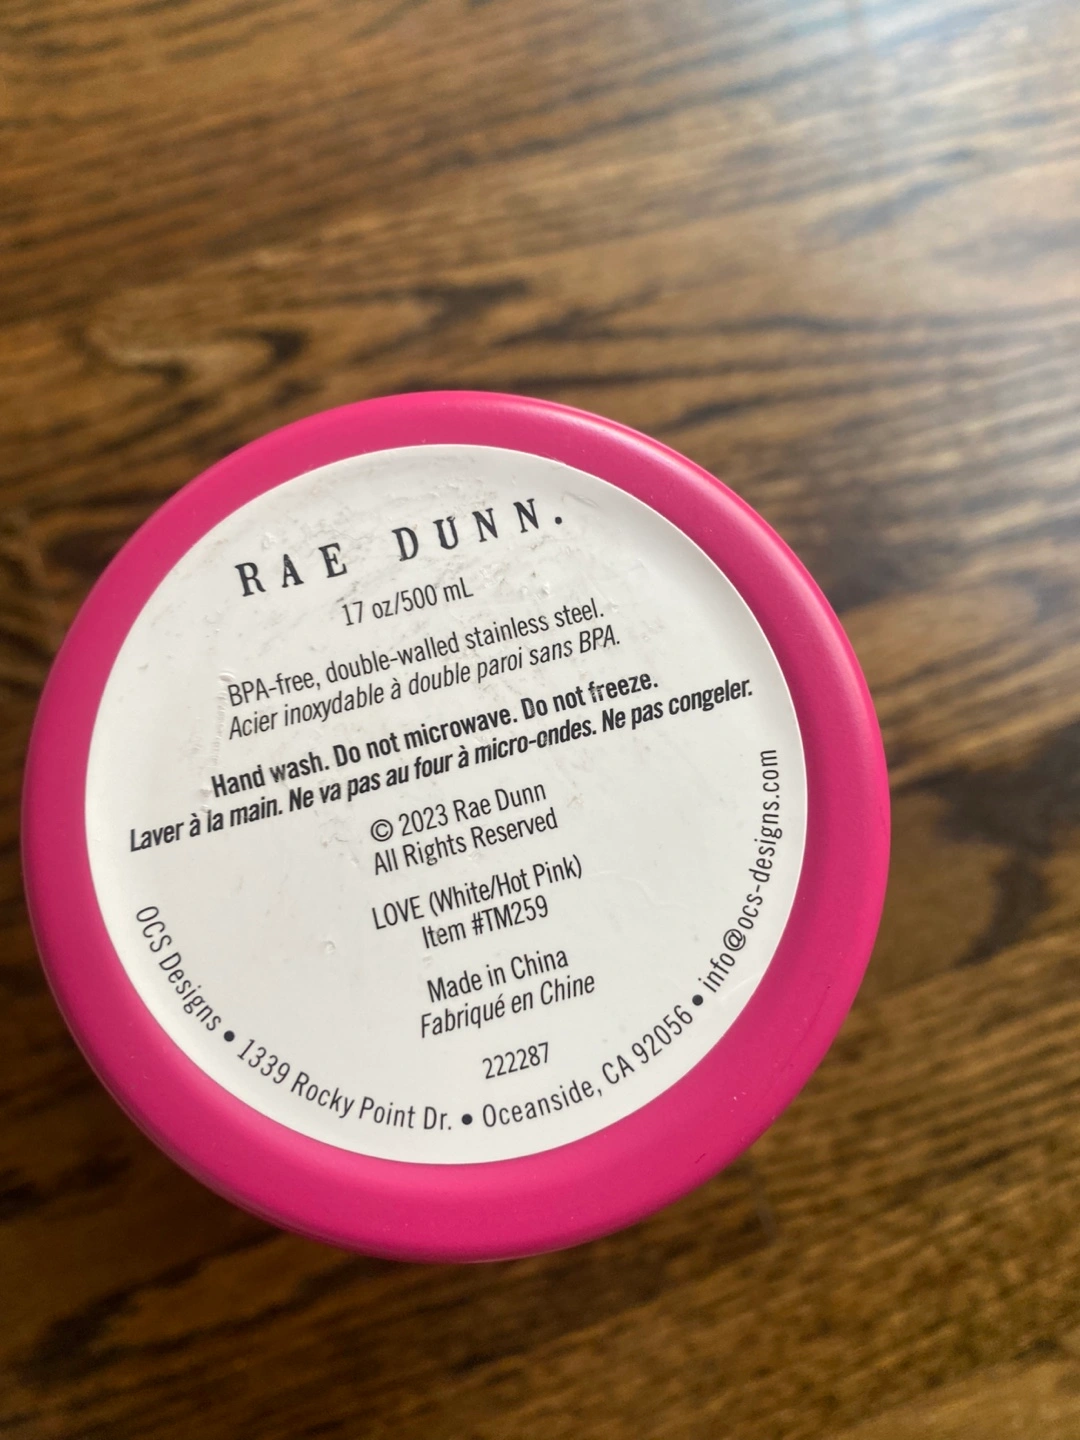 RAE DUNN.
17 oz/500 mL
BPA-free, double-walled stainless steel.
Acier inoxydable à double paroi sans BPA.
Hand wash. Do not microwave. Do not freeze.
Laver à la main. Ne va pas au four à micro-ondes. Ne pas congeler.
© 2023 Rae Dunn
All Rights Reserved
LOVE (White/Hot Pink)
Item #TM259
Made in China
Fabriqué en Chine
222287
OCS Designs • 1339 Rocky Point Dr. • Oceanside, CA 92056 • info@ocs-designs.com